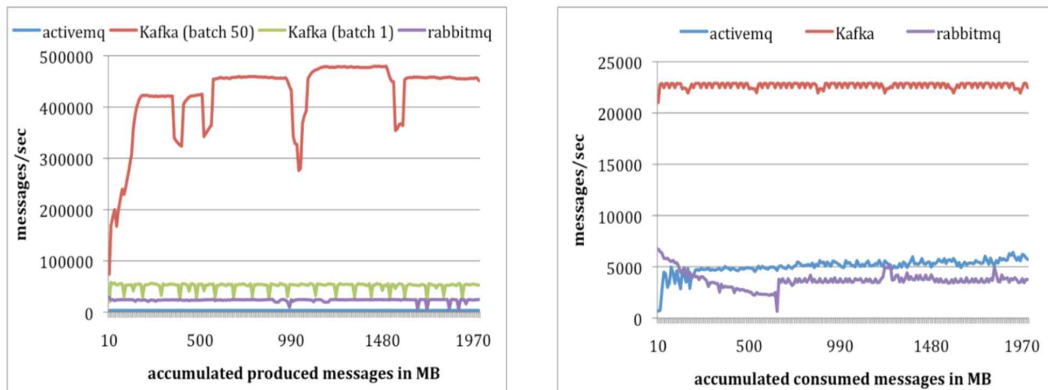 activemq Kafka (batch 50) Kafka (batch 1) rabbitmq
500000
400000
300000
200000
100000
0
messages/sec
10 500 990 1480 1970
accumulated produced messages in MB
activemq Kafka rabbitmq
25000
20000
15000
10000
5000
0
messages/sec
10 500 990 1480 1970
accumulated consumed messages in MB